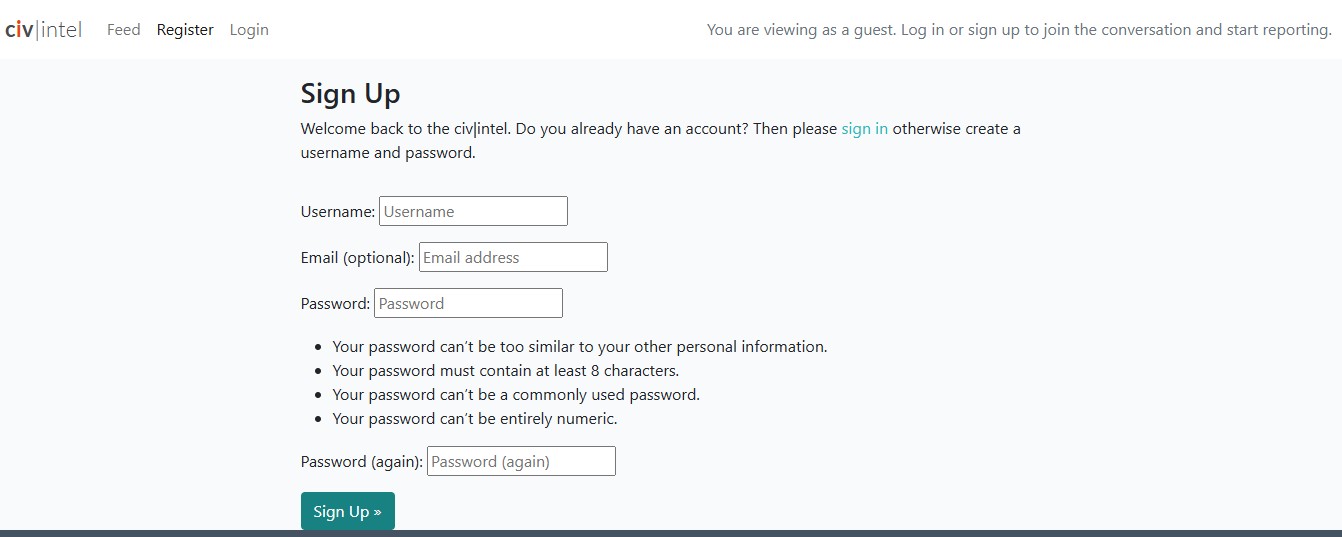 civ|intel Feed Register Login You are viewing as a guest. Log in or sign up to join the conversation and start reporting.
Sign Up
Welcome back to the civ|intel. Do you already have an account? Then please sign in otherwise create a
username and password.
Username: Username
Email (optional): Email address
Password: Password
• Your password can't be too similar to your other personal information.
• Your password must contain at least 8 characters.
• Your password can't be a commonly used password.
• Your password can't be entirely numeric.
Password (again): Password (again)
Sign Up »